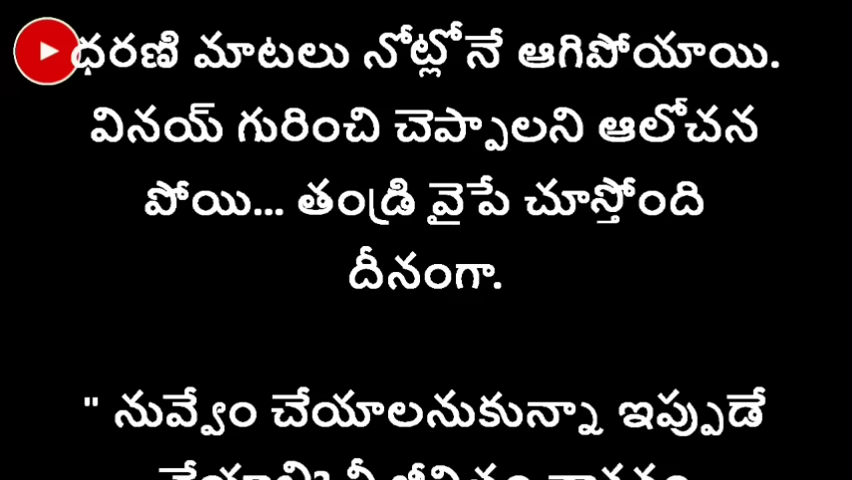 ధరణి మాటలు నోట్లోనే ఆగిపోయాయి.
వినయ్ గురించి చెప్పాలని ఆలోచన
పోయి... తండ్రి వైపే చూస్తోంది
దీనంగా.
" నువ్వేం చేయాలనుకున్నా ఇప్పుడే